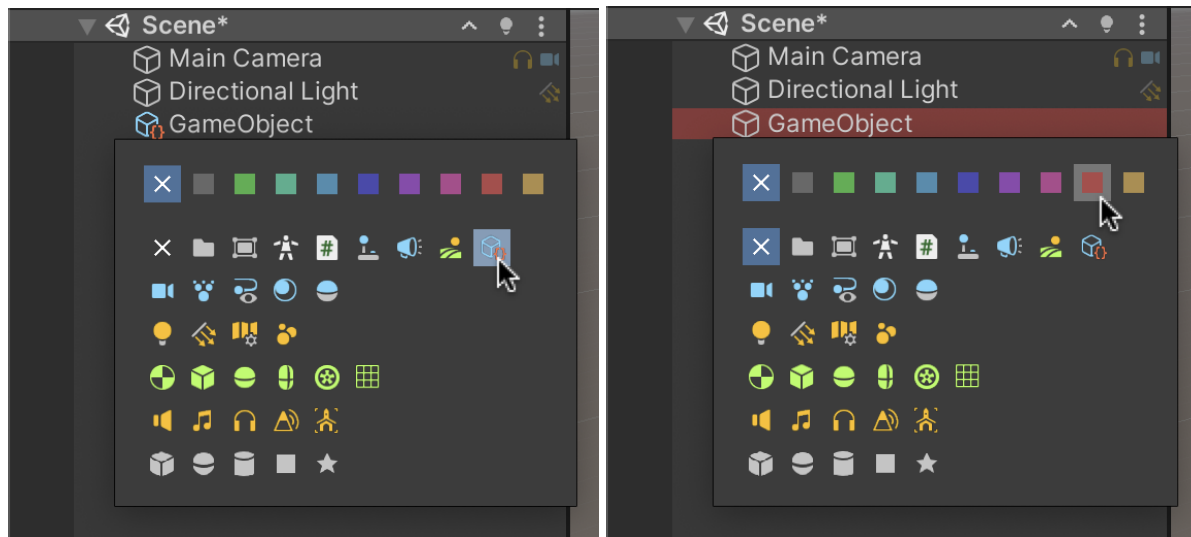 Scene*
Main Camera
Directional Light
GameObject
Scene*
Main Camera
Directional Light
GameObject